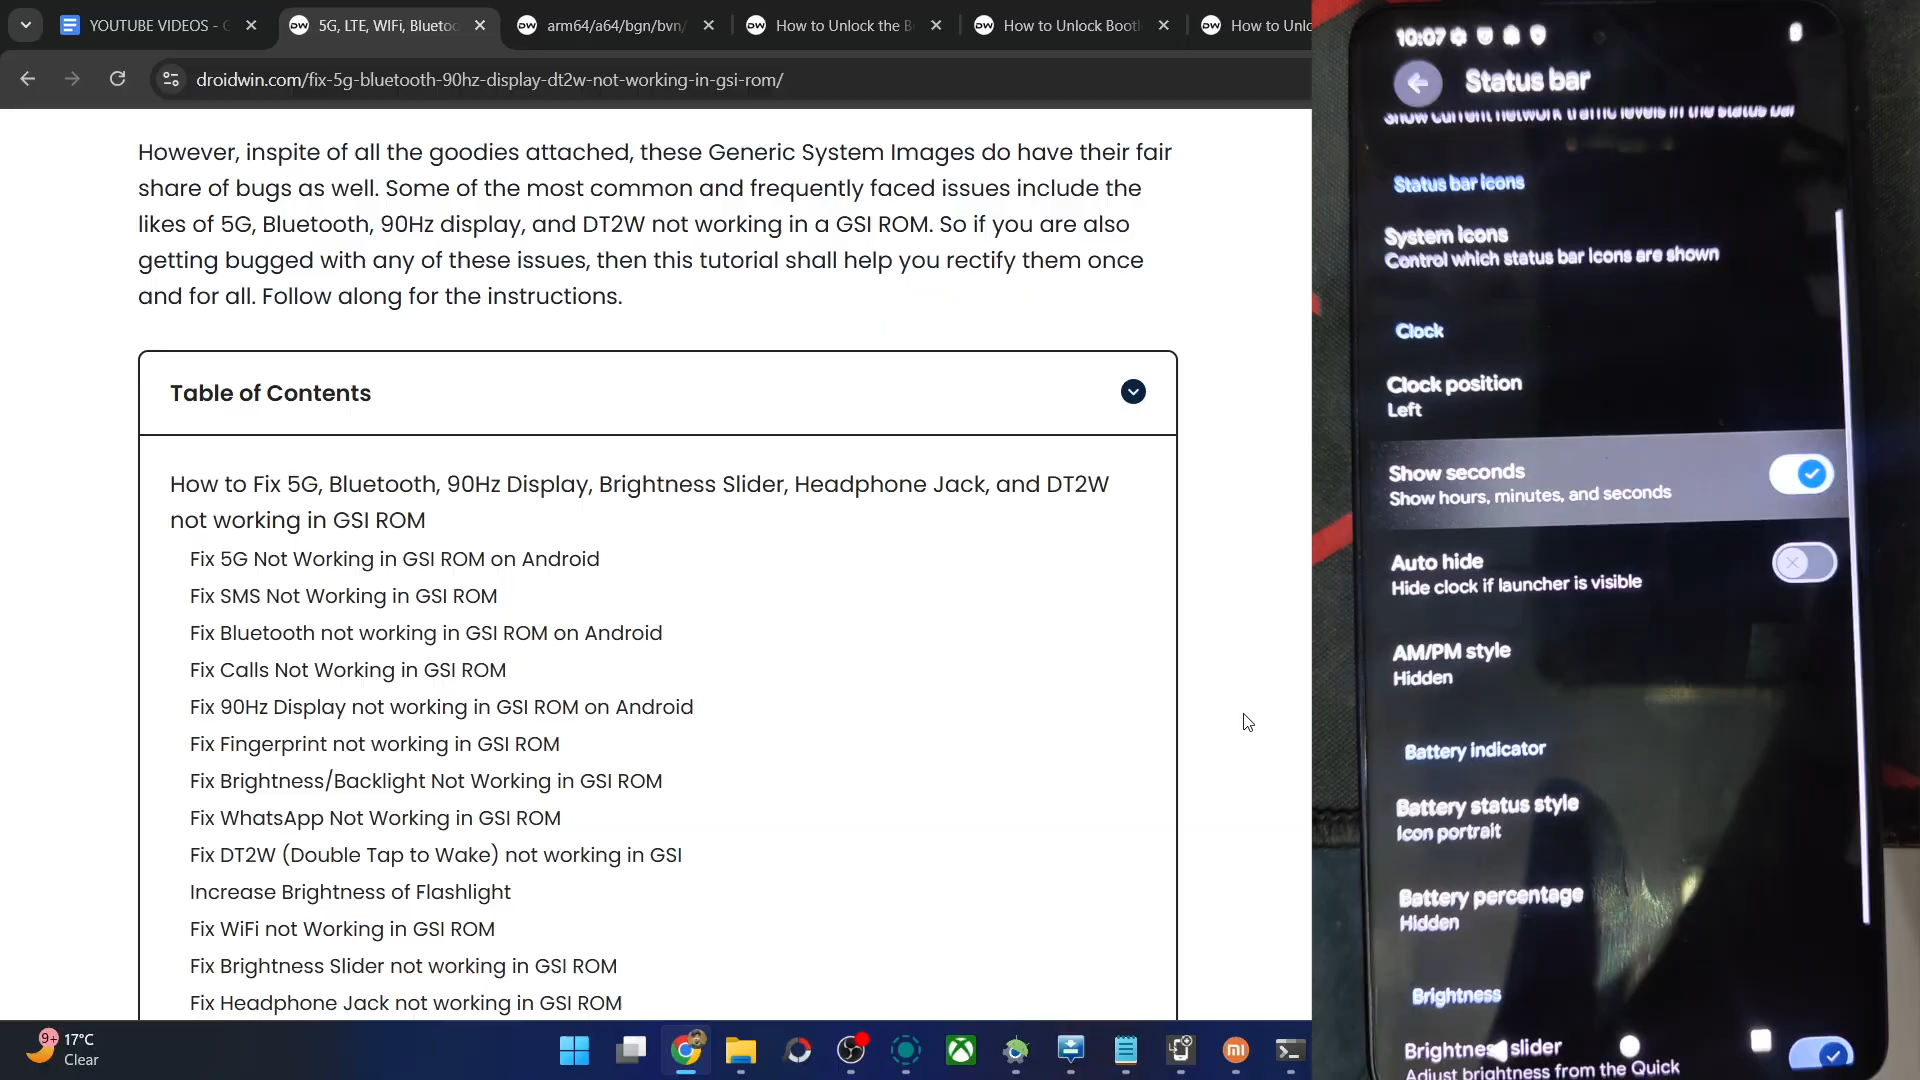 YOUTUBE VIDEOS -
5G, LTE, WIFi, Bluetoo
arm64/a64/bgn/bvn/
How to Unlock the B
How to Unlock Bootl
How to Unlo
droidwin.com/fix-5g-bluetooth-90hz-display-dt2w-not-working-in-gsi-rom/
However, inspite of all the goodies attached, these Generic System Images do have their fair
share of bugs as well. Some of the most common and frequently faced issues include the
likes of 5G, Bluetooth, 90Hz display, and DT2W not working in a GSI ROM. So if you are also
getting bugged with any of these issues, then this tutorial shall help you rectify them once
and for all. Follow along for the instructions.
Table of Contents
How to Fix 5G, Bluetooth, 90Hz Display, Brightness Slider, Headphone Jack, and DT2W
not working in GSI ROM
Fix 5G Not Working in GSI ROM on Android
Fix SMS Not Working in GSI ROM
Fix Bluetooth not working in GSI ROM on Android
Fix Calls Not Working in GSI ROM
Fix 90Hz Display not working in GSI ROM on Android
Fix Fingerprint not working in GSI ROM
Fix Brightness/Backlight Not Working in GSI ROM
Fix WhatsApp Not Working in GSI ROM
Fix DT2W (Double Tap to Wake) not working in GSI
Increase Brightness of Flashlight
Fix WiFi not Working in GSI ROM
Fix Brightness Slider not working in GSI ROM
Fix Headphone Jack not working in GSI ROM
9+
17°C
Clear
10:07
Status bar
Show current network traffic levels in the status bar
Status bar icons
System icons
Control which status bar icons are shown
Clock
Clock position
Left
Show seconds
Show hours, minutes, and seconds
Auto hide
Hide clock if launcher is visible
AM/PM style
Hidden
Battery indicator
Battery status style
Icon portrait
Battery percentage
Hidden
Brightness
Brightness slider
Adjust brightness from the Quick